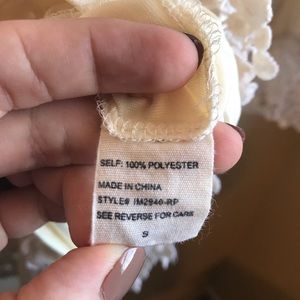 SELF: 100% POLYESTER
MADE IN CHINA
STYLE# IM2940-RP
SEE REVERSE FOR CARE
S